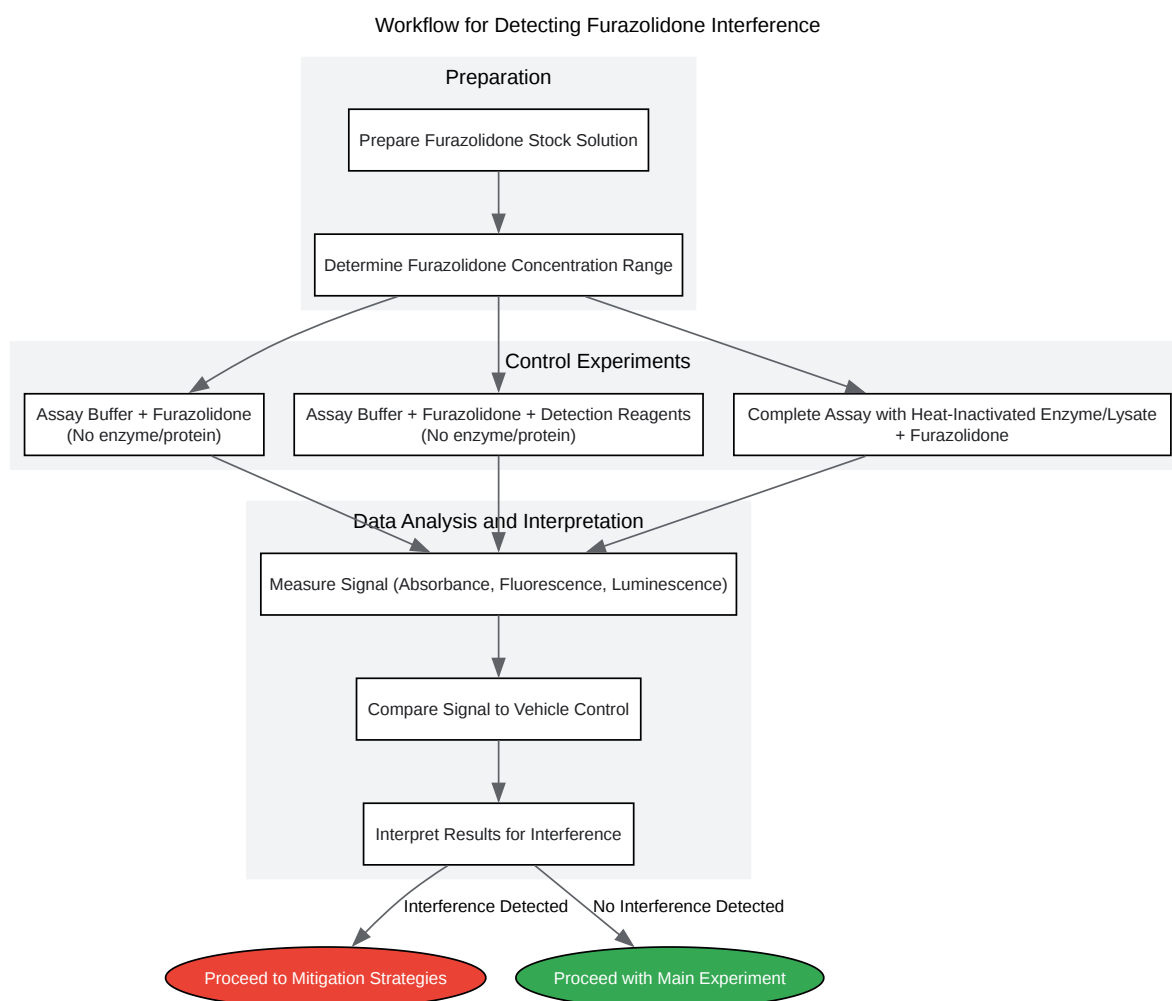 Workflow for Detecting Furazolidone Interference
Preparation
Prepare Furazolidone Stock Solution
Determine Furazolidone Concentration Range
Control Experiments
Assay Buffer + Furazolidone
(No enzyme/protein)
Assay Buffer + Furazolidone + Detection Reagents
(No enzyme/protein)
Complete Assay with Heat-Inactivated Enzyme/Lysate
+ Furazolidone
Data Analysis and Interpretation
Measure Signal (Absorbance, Fluorescence, Luminescence)
Compare Signal to Vehicle Control
Interpret Results for Interference
Interference Detected
No Interference Detected
Proceed to Mitigation Strategies
Proceed with Main Experiment